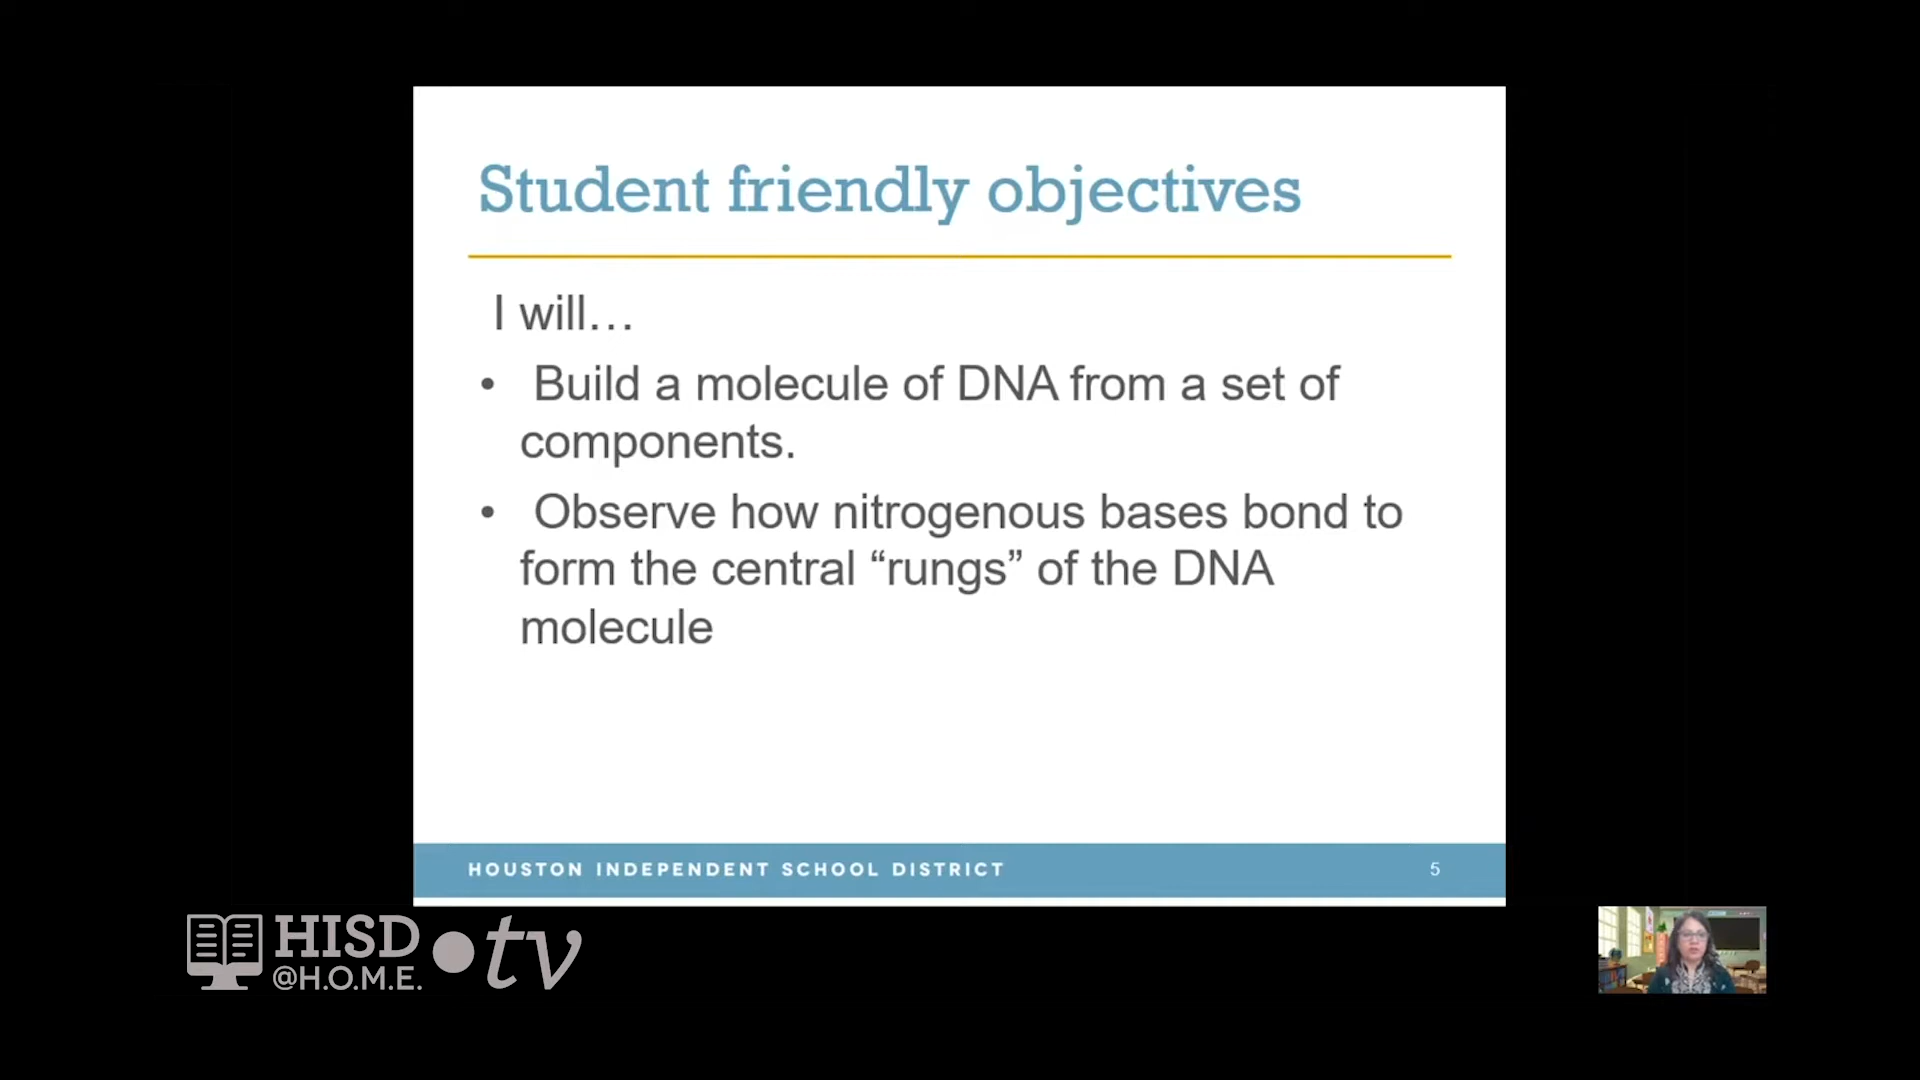 Student friendly objectives
I will…
• Build a molecule of DNA from a set of
components.
• Observe how nitrogenous bases bond to
form the central “rungs” of the DNA
molecule
HOUSTON INDEPENDENT SCHOOL DISTRICT 5
HISD
@H.O.M.E.
•tv